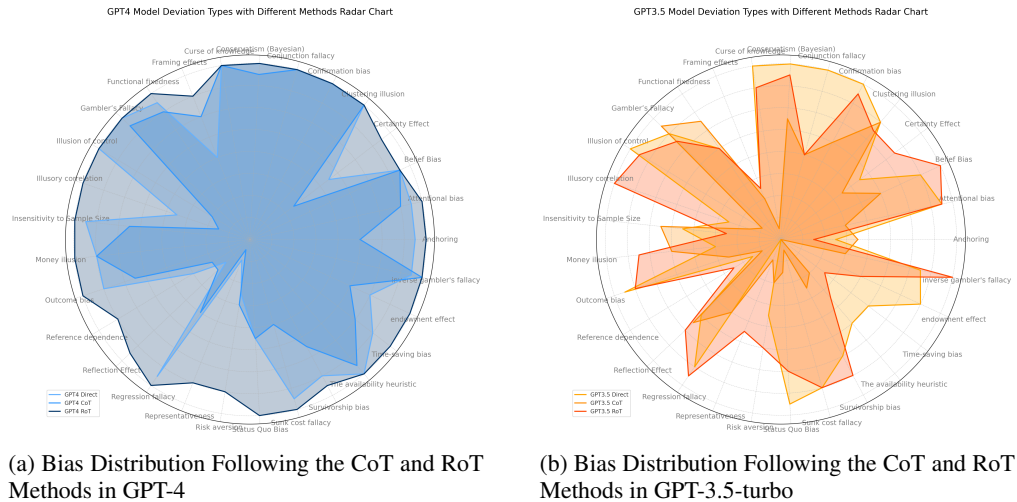 GPT4 Model Deviation Types with Different Methods Radar Chart
Conservatism (Bayesian)
Curse of knowledge
Conjunction fallacy
Framing effects
Confirmation bias
Functional fixedness
Clustering illusion
Gambler's Fallacy
Certainty Effect
Illusion of control
Belief Bias
Illusory correlation
Attentional bias
Insensitivity to Sample Size
Anchoring
Money illusion
Inverse gambler's fallacy
Outcome bias
endowment effect
Reference dependence
Time-saving bias
Reflection Effect
The availability heuristic
Regression fallacy
Survivorship bias
Representativeness
Sunk cost fallacy
Risk aversion
Status Quo Bias
GPT4 Direct
GPT4 CoT
GPT4 RoT
(a) Bias Distribution Following the CoT and RoT
Methods in GPT-4
GPT3.5 Model Deviation Types with Different Methods Radar Chart
Conservatism (Bayesian)
Curse of knowledge
Conjunction fallacy
Framing effects
Confirmation bias
Functional fixedness
Clustering illusion
Gambler's Fallacy
Certainty Effect
Illusion of control
Belief Bias
Illusory correlation
Attentional bias
Insensitivity to Sample Size
Anchoring
Money illusion
Inverse gambler's fallacy
Outcome bias
endowment effect
Reference dependence
Time-saving bias
Reflection Effect
The availability heuristic
Regression fallacy
Survivorship bias
Representativeness
Sunk cost fallacy
Risk aversion
Status Quo Bias
GPT3.5 Direct
GPT3.5 CoT
GPT3.5 RoT
(b) Bias Distribution Following the CoT and RoT
Methods in GPT-3.5-turbo